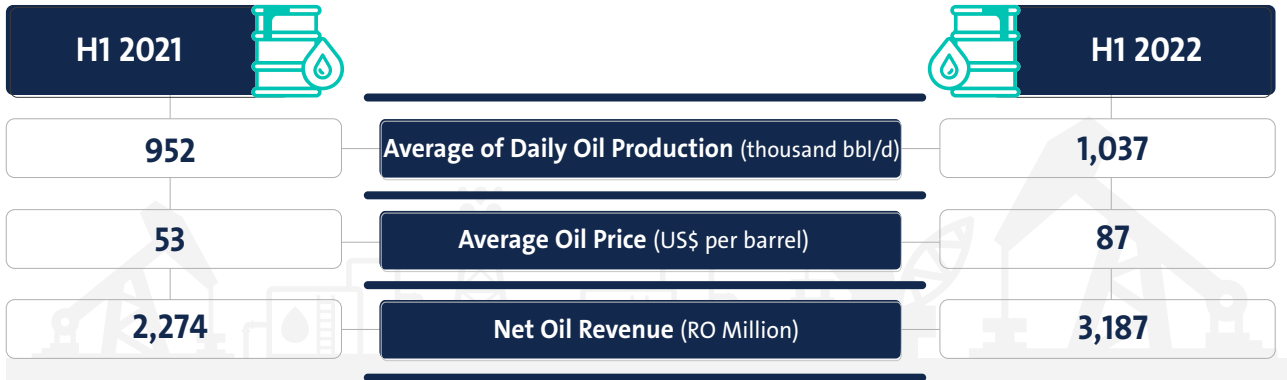 H1 2021
H1 2022
952
Average of Daily Oil Production (thousand bbl/d)
1,037
53
Average Oil Price (US$ per barrel)
87
2,274
Net Oil Revenue (RO Million)
3,187